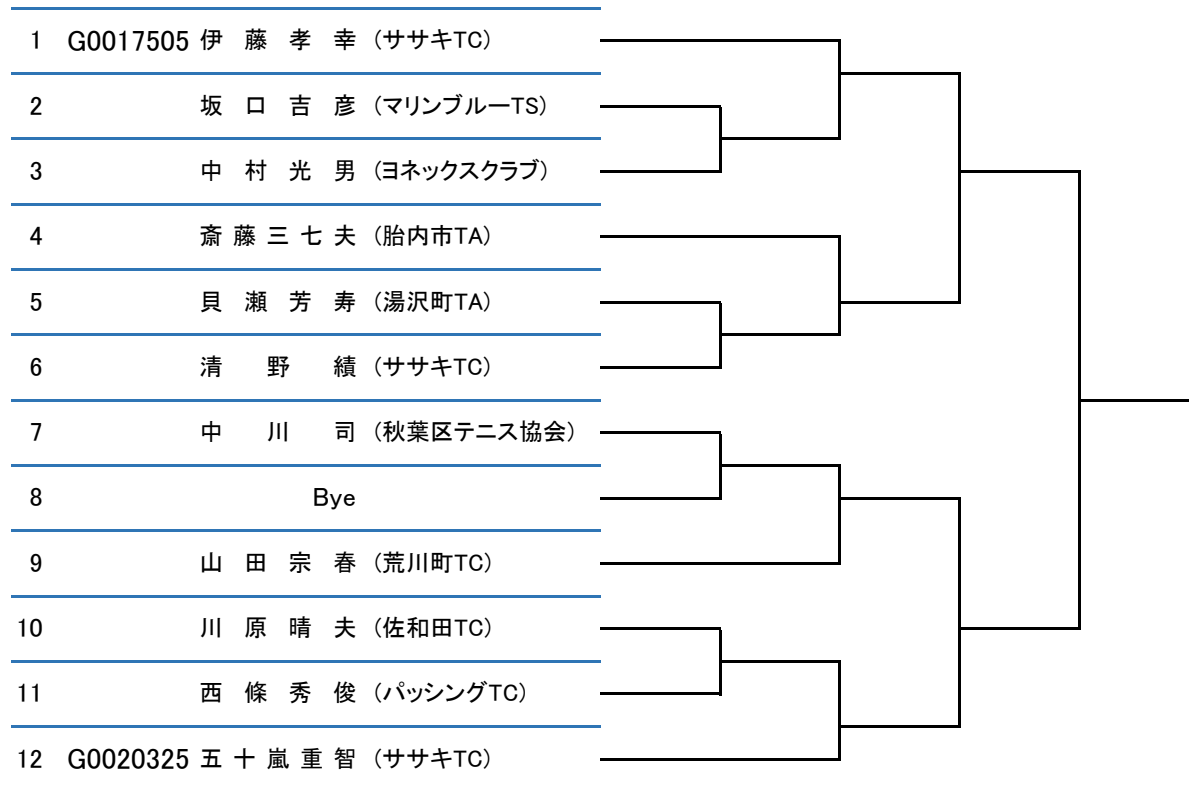 1 G0017505 伊藤孝幸 (ササキTC)
2 坂口吉彦 (マリンブルーTS)
3 中村光男 (ヨネックスクラブ)
4 斎藤三七夫 (胎内市TA)
5 貝瀬芳寿 (湯沢町TA)
6 清野績 (ササキTC)
7 中川司 (秋葉区テニス協会)
8 Bye
9 山田宗春 (荒川町TC)
10 川原晴夫 (佐和田TC)
11 西條秀俊 (パッシングTC)
12 G0020325 五十嵐重智 (ササキTC)